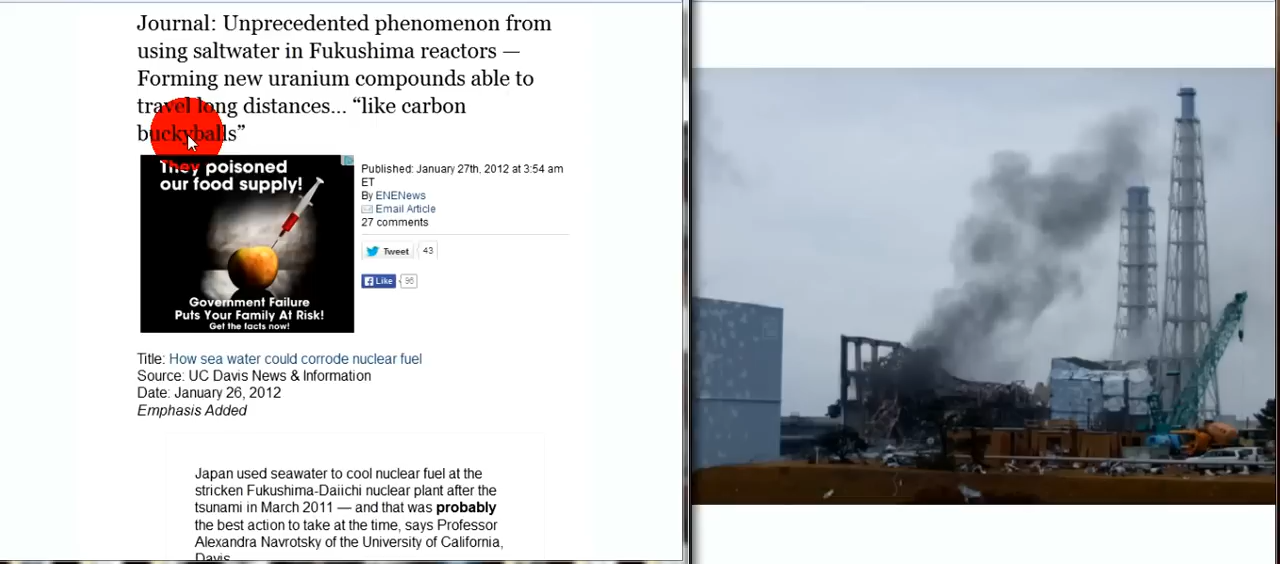 Journal: Unprecedented phenomenon from
using saltwater in Fukushima reactors —
Forming new uranium compounds able to
travel long distances... “like carbon
buckyballs”
They poisoned
our food supply!
Government Failure
Puts Your Family At Risk!
Get the facts now!
Published: January 27th, 2012 at 3:54 am
ET
By ENENews
Email Article
27 comments
Tweet 43
Like 95
Title: How sea water could corrode nuclear fuel
Source: UC Davis News & Information
Date: January 26, 2012
Emphasis Added
Japan used seawater to cool nuclear fuel at the
stricken Fukushima-Daiichi nuclear plant after the
tsunami in March 2011 — and that was probably
the best action to take at the time, says Professor
Alexandra Navrotsky of the University of California,
Davis